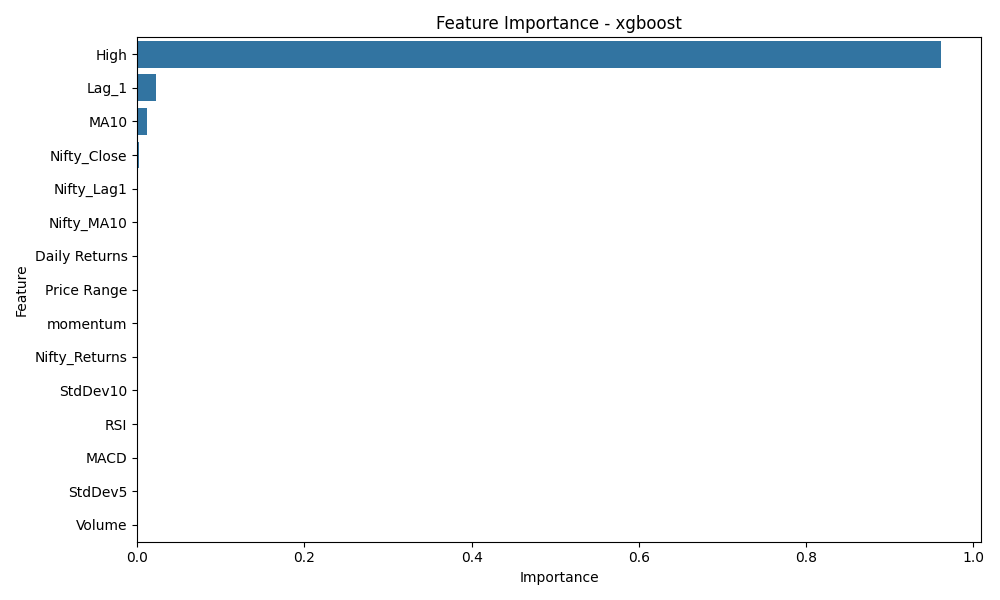 Feature Importance - xgboost
High
Lag_1
MA10
Nifty_Close
Nifty_Lag1
Nifty_MA10
Daily Returns
Price Range
momentum
Nifty_Returns
StdDev10
RSI
MACD
StdDev5
Volume
Feature
0.0 0.2 0.4 0.6 0.8 1.0
Importance